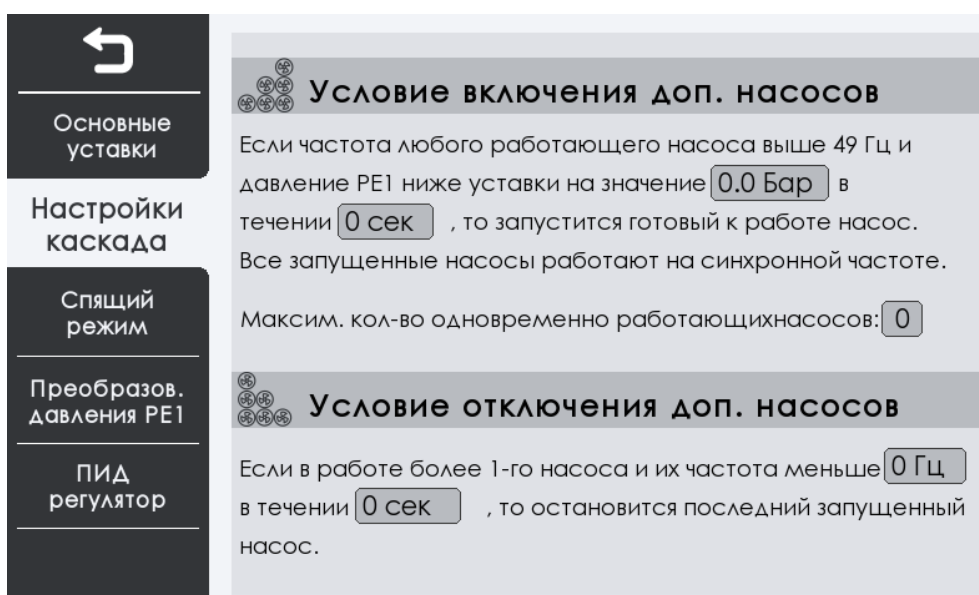 Основные
уставки
Настройки
каскада
Спящий
режим
Преобразов.
давления PE1
ПИД
регулятор
Условие включения доп. насосов
Если частота любого работающего насоса выше 49 Гц и
давление PE1 ниже уставки на значение 0.0 Бар в
течении 0 сек , то запустится готовый к работе насос.
Все запущенные насосы работают на синхронной частоте.
Максим. кол-во одновременно работающихнасосов: 0
Условие отключения доп. насосов
Если в работе более 1-го насоса и их частота меньше 0 Гц
в течении 0 сек , то остановится последний запущенный
насос.